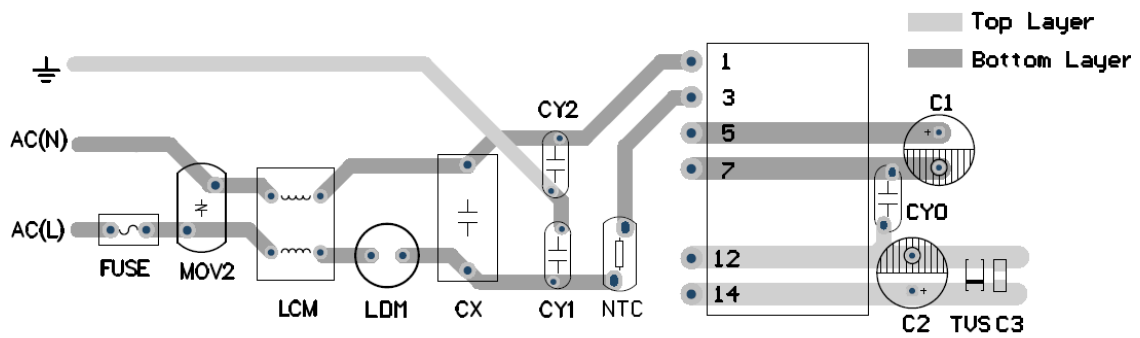 Top Layer
Bottom Layer
1
3
5
7
12
14
AC(N)
AC(L)
FUSE
MOV2
LCM
LDM
CX
CY2
CY1
NTC
C1
+
CY0
+
C2
TVS
C3